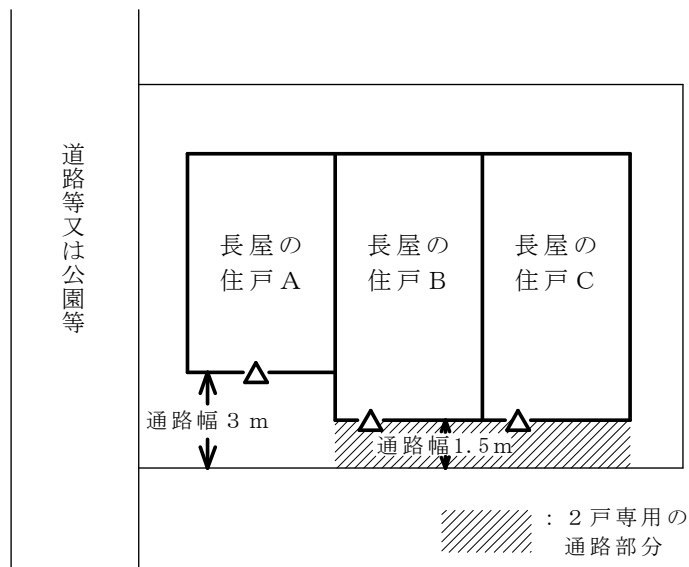 道路等又は公園等
長屋の
住戸A
長屋の
住戸B
長屋の
住戸C
通路幅３ｍ
通路幅1.5m
：２戸専用の
通路部分